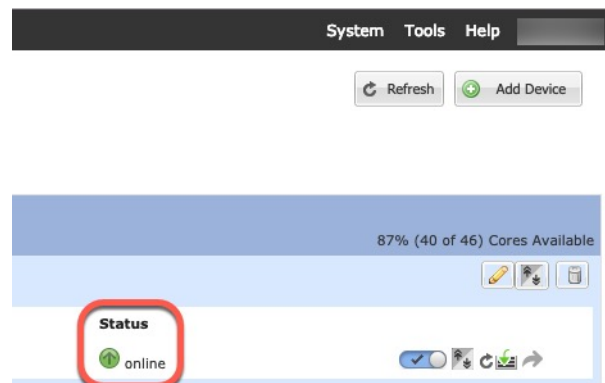 System Tools Help
Refresh Add Device
87% (40 of 46) Cores Available
Status
online